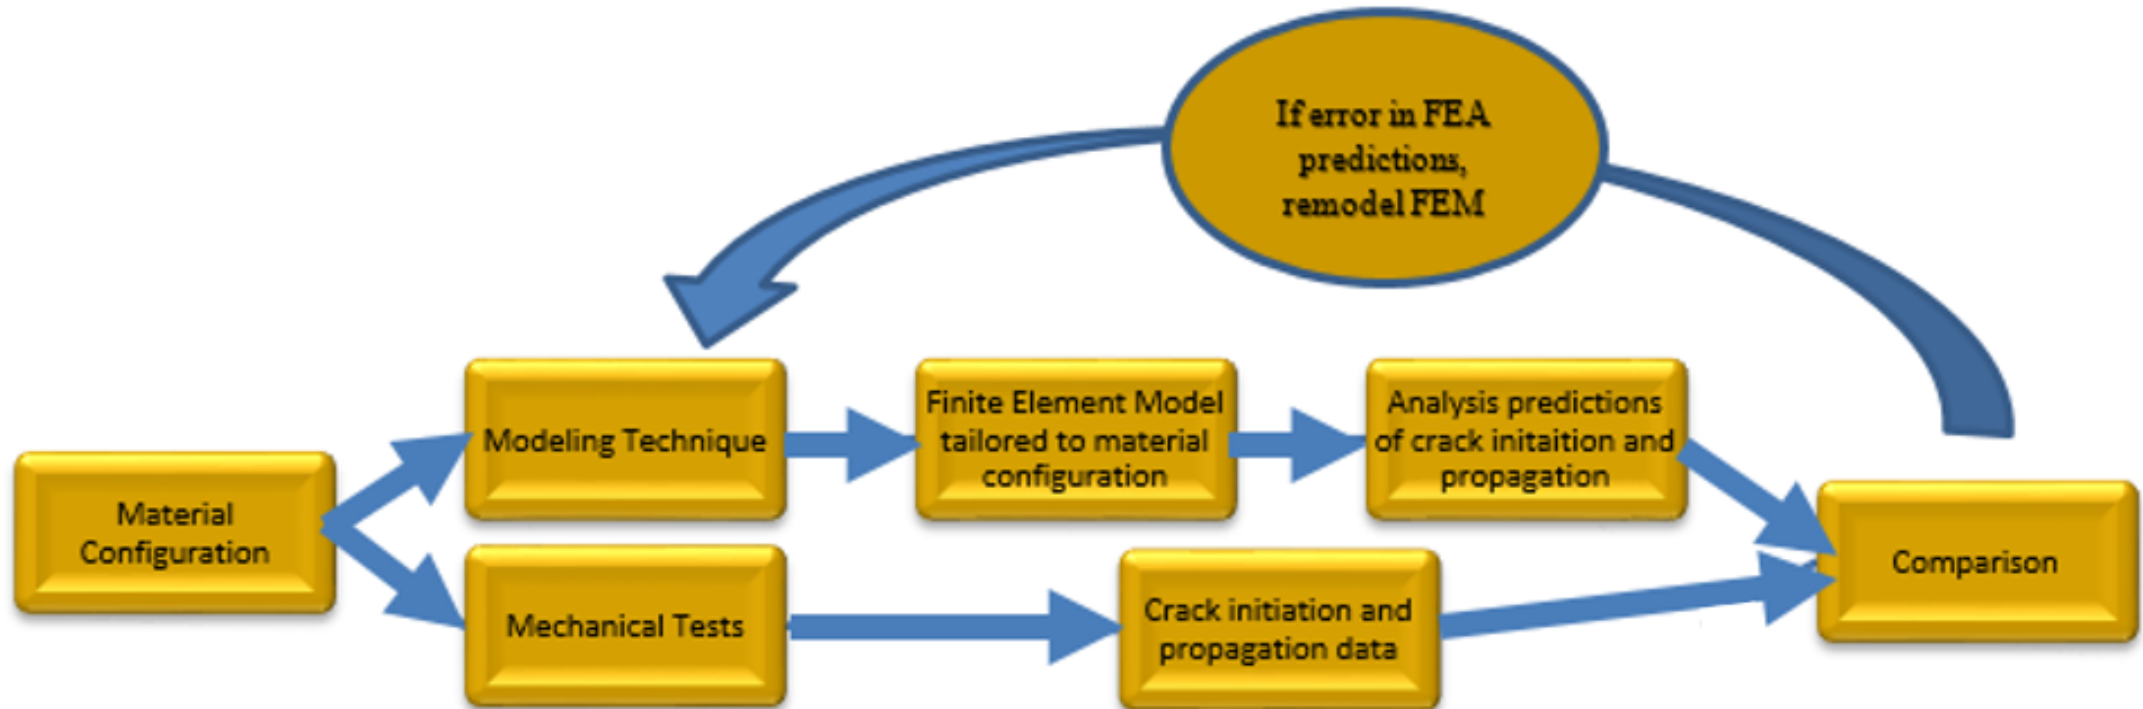 If error in FEA
predictions,
remodel FEM
Material
Configuration
Modeling Technique
Finite Element Model
tailored to material
configuration
Analysis predictions
of crack initaition and
propagation
Mechanical Tests
Crack initiation and
propagation data
Comparison